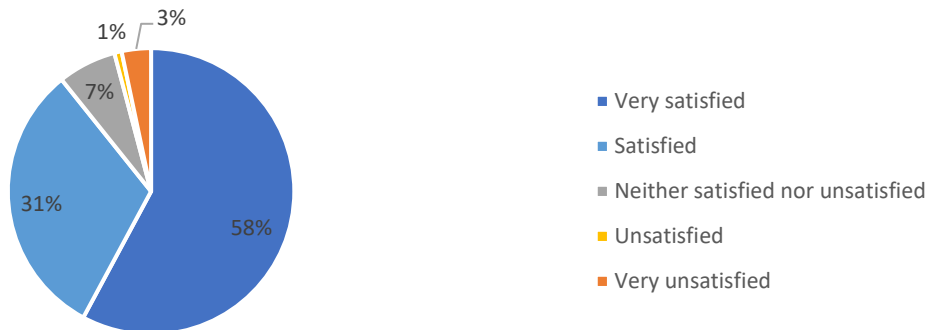 3%
1%
7%
31%
58%
Very satisfied
Satisfied
Neither satisfied nor unsatisfied
Unsatisfied
Very unsatisfied